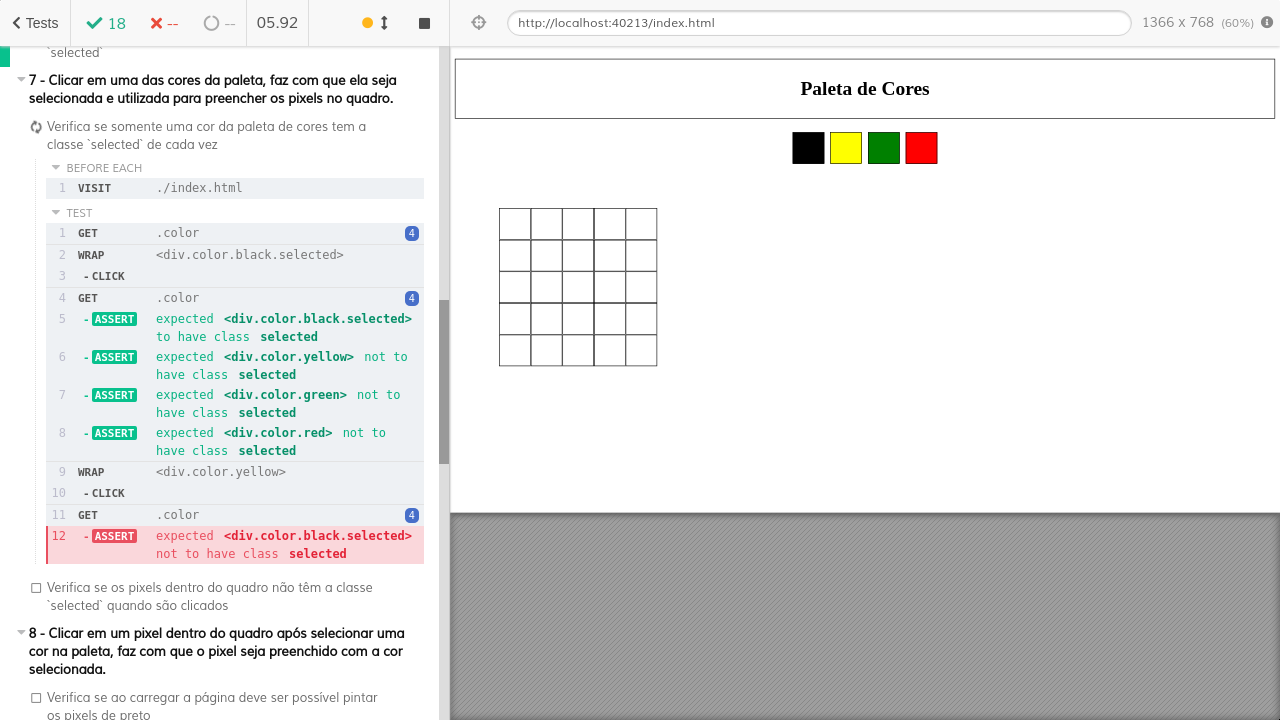 Tests
18
--
--
05.92
http://localhost:40213/index.html
1366 x 768 (60%)
`selected`
7 - Clicar em uma das cores da paleta, faz com que ela seja
selecionada e utilizada para preencher os pixels no quadro.
Verifica se somente uma cor da paleta de cores tem a
classe `selected` de cada vez
BEFORE EACH
1 VISIT ./index.html
TEST
1 GET .color 4
2 WRAP <div.color.black.selected>
3 - CLICK
4 GET .color 4
5 - ASSERT expected <div.color.black.selected>
to have class selected
6 - ASSERT expected <div.color.yellow> not to
have class selected
7 - ASSERT expected <div.color.green> not to
have class selected
8 - ASSERT expected <div.color.red> not to
have class selected
9 WRAP <div.color.yellow>
10 - CLICK
11 GET .color 4
12 - ASSERT expected <div.color.black.selected>
not to have class selected
Verifica se os pixels dentro do quadro não têm a classe
`selected` quando são clicados
8 - Clicar em um pixel dentro do quadro após selecionar uma
cor na paleta, faz com que o pixel seja preenchido com a cor
selecionada.
Verifica se ao carregar a página deve ser possível pintar
os pixels de preto
Paleta de Cores